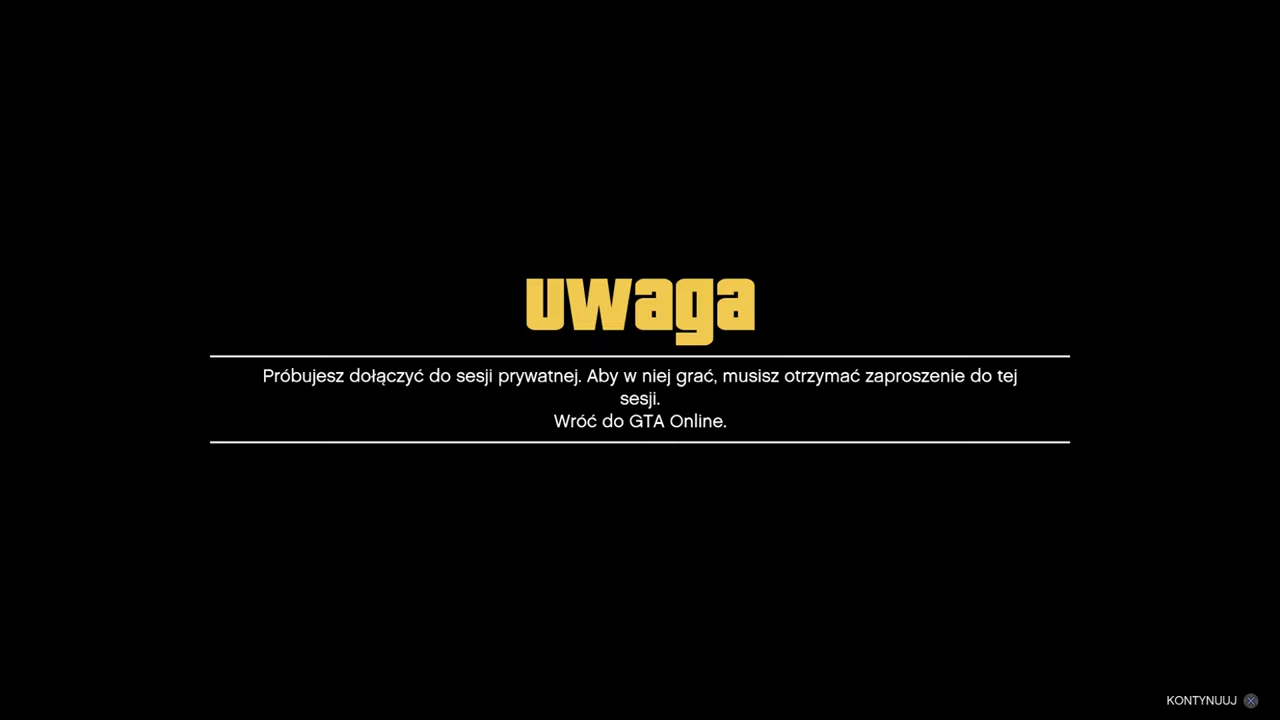 uwaga
Próbujesz dołączyć do sesji prywatnej. Aby w niej grać, musisz otrzymać zaproszenie do tej
sesji.
Wróć do GTA Online.
KONTYNUUJ